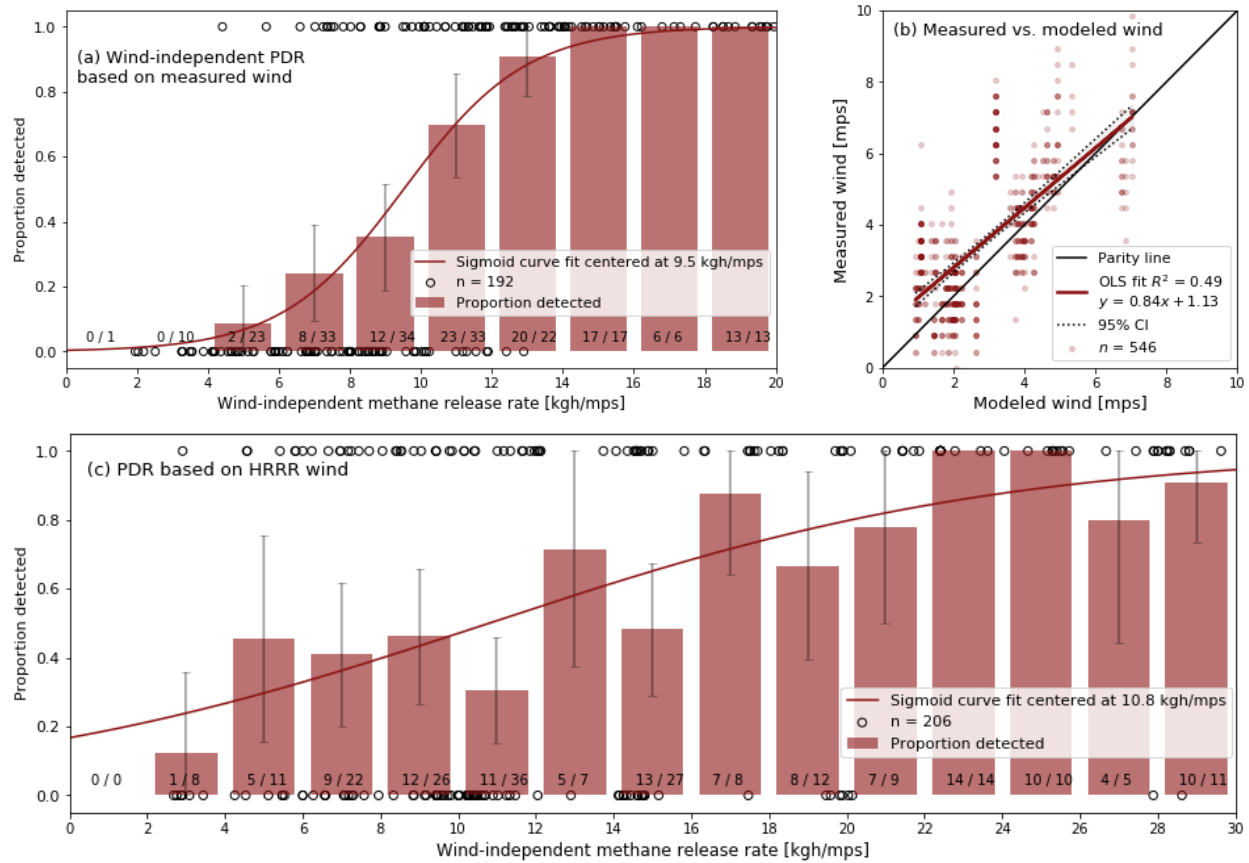 (a) Wind-independent PDR
based on measured wind
Proportion detected
1.0
0.8
0.6
0.4
0.2
0.0
Sigmoid curve fit centered at 9.5 kgh/mps
n = 192
Proportion detected
0 / 1
0 / 10
2 / 23
8 / 33
12 / 34
23 / 33
20 / 22
17 / 17
6 / 6
13 / 13
0
2
4
6
8
10
12
14
16
18
20
Wind-independent methane release rate [kgh/mps]
(b) Measured vs. modeled wind
Measured wind [mps]
10
8
6
4
2
0
Parity line
OLS fit R² = 0.49
y = 0.84x + 1.13
95% CI
n = 546
0
2
4
6
8
10
Modeled wind [mps]
(c) PDR based on HRRR wind
Proportion detected
1.0
0.8
0.6
0.4
0.2
0.0
Sigmoid curve fit centered at 10.8 kgh/mps
n = 206
Proportion detected
0 / 0
1 / 8
5 / 11
9 / 22
12 / 26
11 / 36
5 / 7
13 / 27
7 / 8
8 / 12
7 / 9
14 / 14
10 / 10
4 / 5
10 / 11
0
2
4
6
8
10
12
14
16
18
20
22
24
26
28
30
Wind-independent methane release rate [kgh/mps]